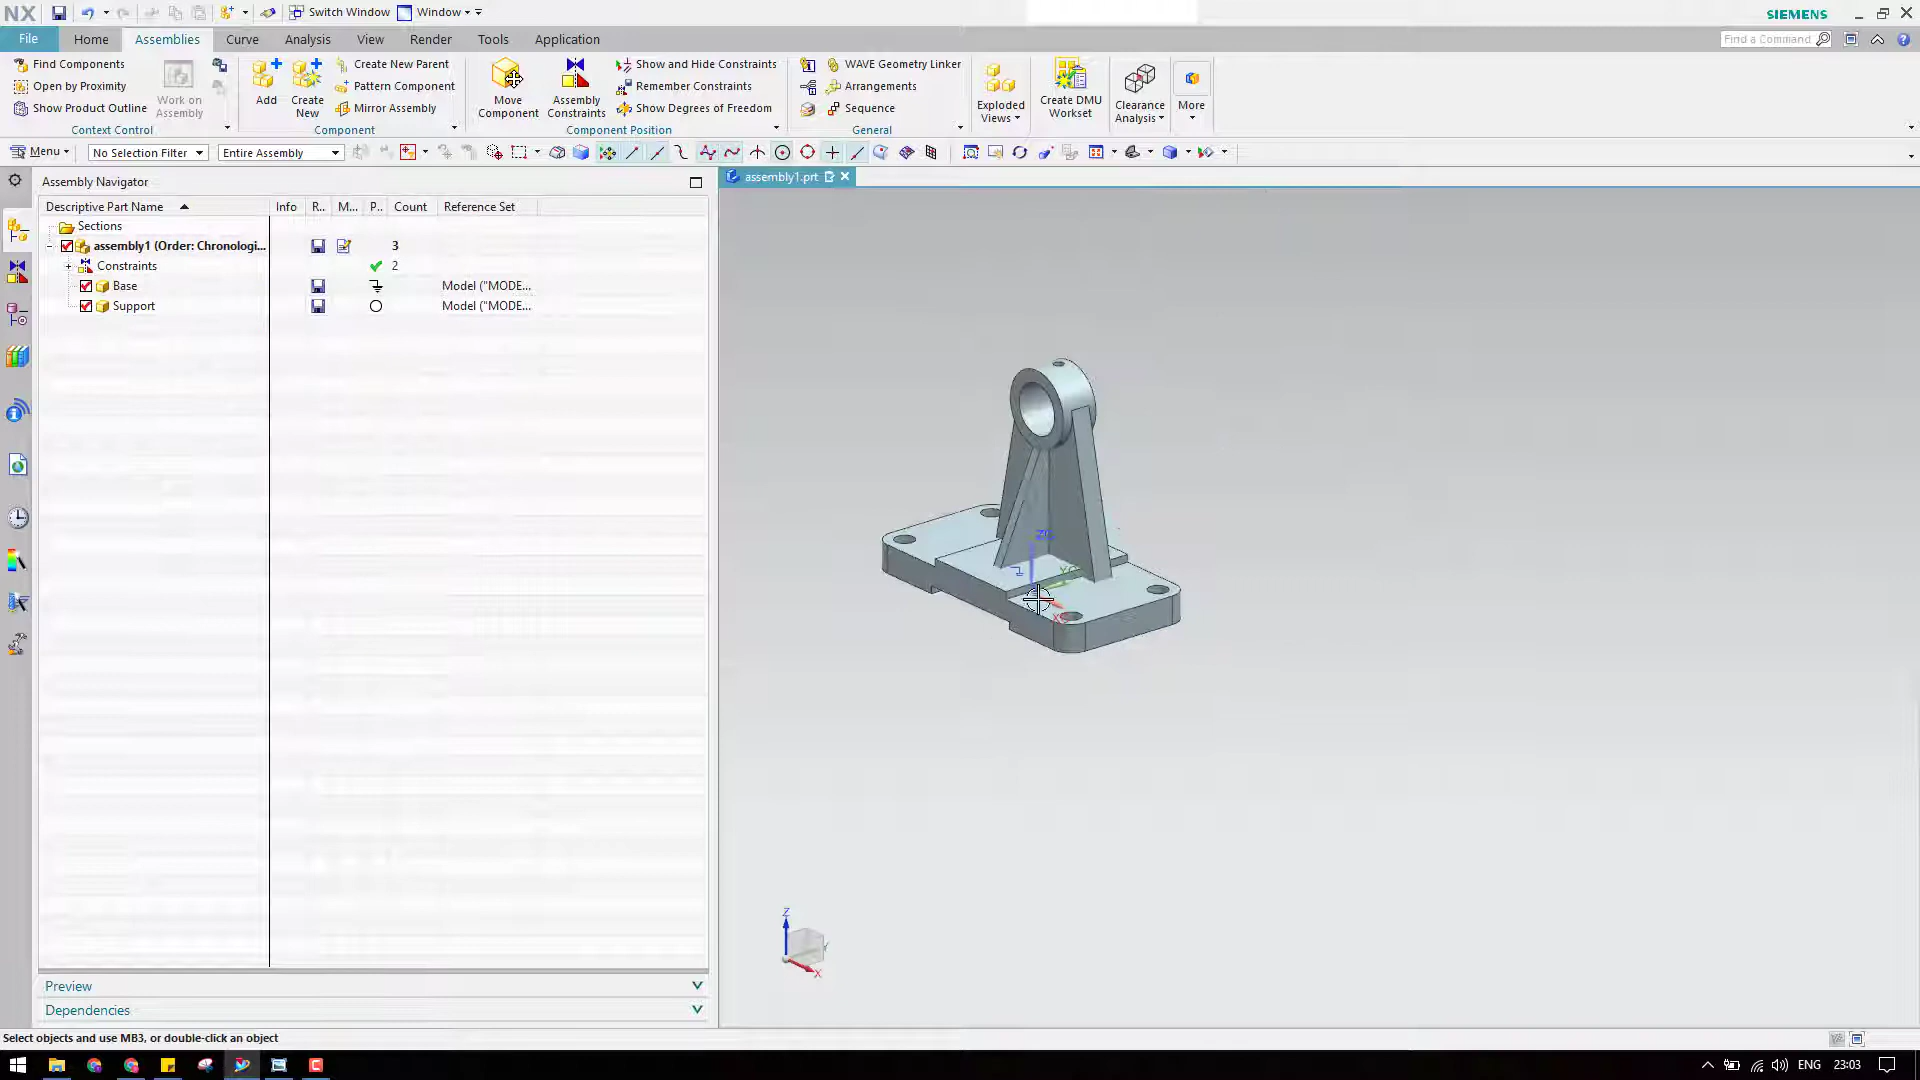 NX Switch Window Window SIEMENS
File Home Assemblies Curve Analysis View Render Tools Application Find a Command
Find Components
Open by Proximity
Show Product Outline
Work on
Assembly
Context Control
Add
Create
New
Create New Parent
Pattern Component
Mirror Assembly
Component
Move
Component
Assembly
Constraints
Show and Hide Constraints
Remember Constraints
Show Degrees of Freedom
Component Position
WAVE Geometry Linker
Arrangements
Sequence
General
Exploded
Views
Create DMU
Workset
Clearance
Analysis
More
Menu No Selection Filter Entire Assembly
Assembly Navigator
assembly1.prt
Descriptive Part Name Info R.. M... P.. Count Reference Set
Sections
assembly1 (Order: Chronologi... 3
Constraints 2
Base Model ("MODE...
Support Model ("MODE...
Z
Y
X
Preview
Dependencies
Select objects and use MB3, or double-click an object
ENG 23:03